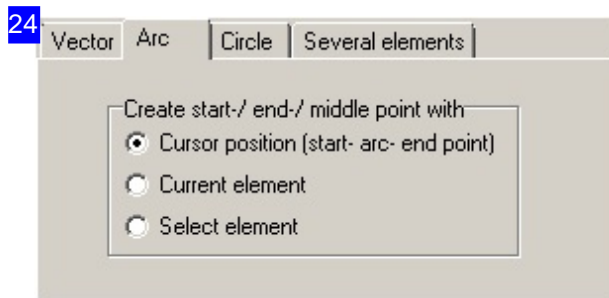 24
Vector Arc Circle Several elements
Create start-/ end-/ middle point with
Cursor position (start- arc- end point)
Current element
Select element